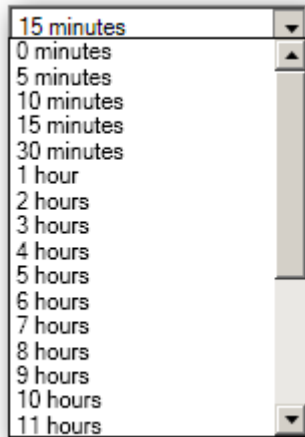 15 minutes
0 minutes
5 minutes
10 minutes
15 minutes
30 minutes
1 hour
2 hours
3 hours
4 hours
5 hours
6 hours
7 hours
8 hours
9 hours
10 hours
11 hours